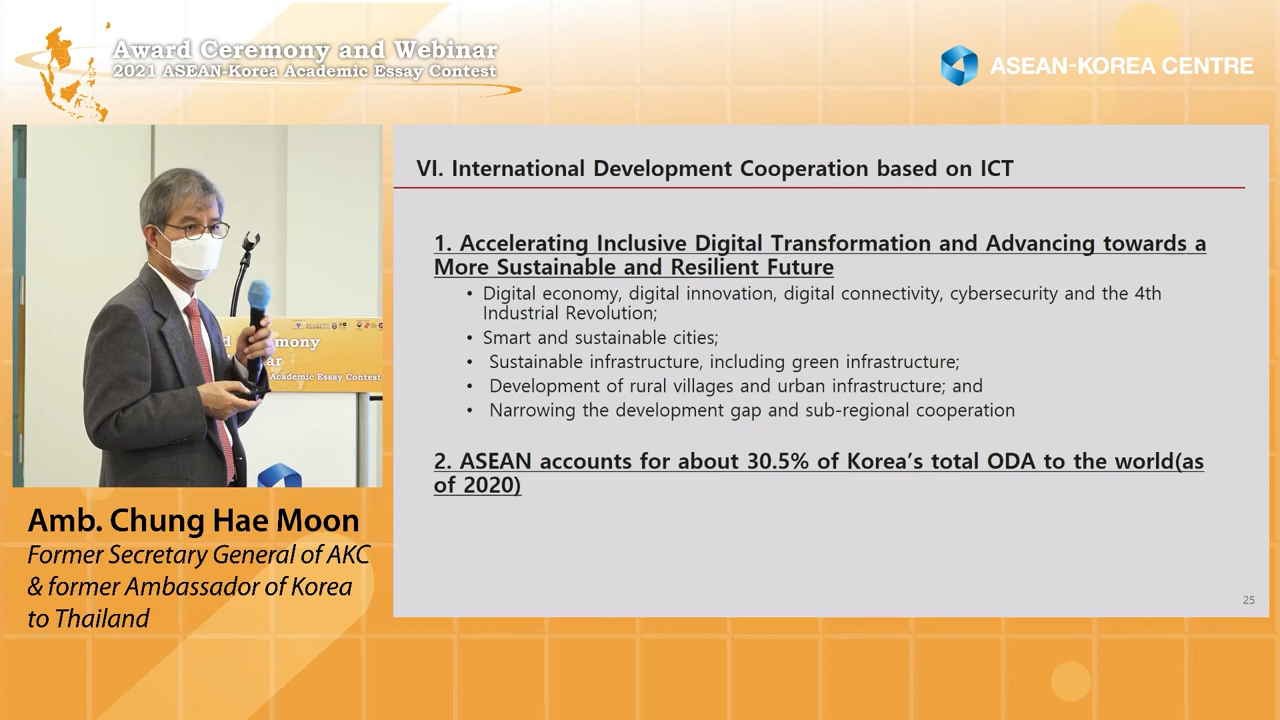 Award Ceremony and Webinar
2021 ASEAN-Korea Academic Essay Contest
ASEAN-KOREA CENTRE
mony
ar
Academic Essay Contest
VI. International Development Cooperation based on ICT
1. Accelerating Inclusive Digital Transformation and Advancing towards a
More Sustainable and Resilient Future
• Digital economy, digital innovation, digital connectivity, cybersecurity and the 4th
Industrial Revolution;
• Smart and sustainable cities;
• Sustainable infrastructure, including green infrastructure;
• Development of rural villages and urban infrastructure; and
• Narrowing the development gap and sub-regional cooperation
2. ASEAN accounts for about 30.5% of Korea's total ODA to the world(as
of 2020)
25
Amb. Chung Hae Moon
Former Secretary General of AKC
& former Ambassador of Korea
to Thailand